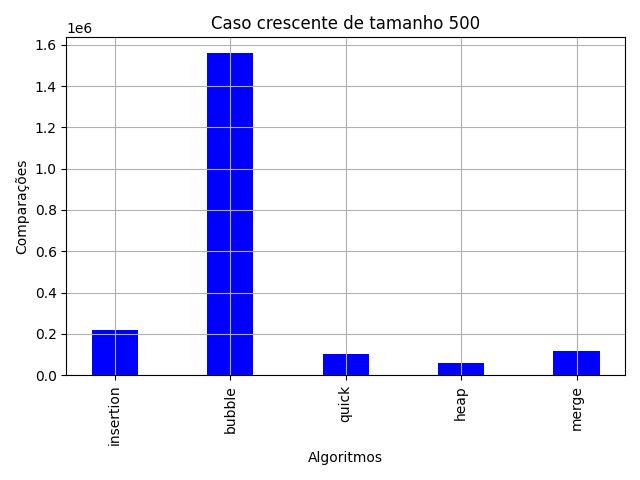 Caso crescente de tamanho 500
1e6
1.6
1.4
1.2
1.0
0.8
0.6
0.4
0.2
0.0
Comparações
insertion
bubble
quick
heap
merge
Algoritmos